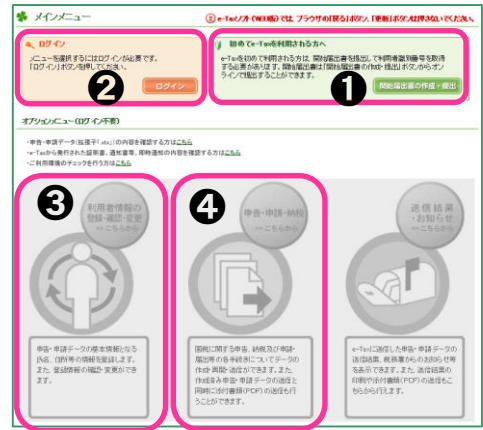 メインメニュー
e-Taxソフト(WEB版)では、ブラウザの「戻る」ボタン、「更新」ボタンは押さないでください。
ログイン
メニューを選択するにはログインが必要です。
「ログイン」ボタンを押してください。
ログイン
2
初めてe-Taxを利用される方へ
e-Taxを初めて利用される方は、開始届出書を提出して利用者識別番号を取得
する必要があります。開始届出書は「開始届出書の作成・提出」ボタンからオン
ラインで提出することができます。
開始届出書の作成・提出
1
オプションメニュー(ログイン不要)
・申告・申請データ(拡張子「.xtx」)の内容を確認する方はこちら
・e-Taxから発行された証明書、通知書等、即時通知の内容を確認する方はこちら
・ご利用環境のチェックを行う方はこちら
3
利用者情報の
登録・確認・変更
>> こちらから
申告・申請データの基本情報となる
氏名、住所等の情報を登録します。
また、登録情報の確認・変更ができ
ます。
4
申告・申請・納税
>> こちらから
国税に関する申告、納税及び申請・
届出等の各手続きについてデータの
作成・再開・送信ができます。また、
作成済み申告・申請データの送信と
同時に添付書類(PDF)の送信も行
うことができます。
送信結果
・お知らせ
>> こちらから
e-Taxに送信した申告・申請データの
送信結果、税務署からのお知らせ等
を表示できます。また、送信結果の
印刷や添付書類(PDF)の送信もこ
ちらから行えます。